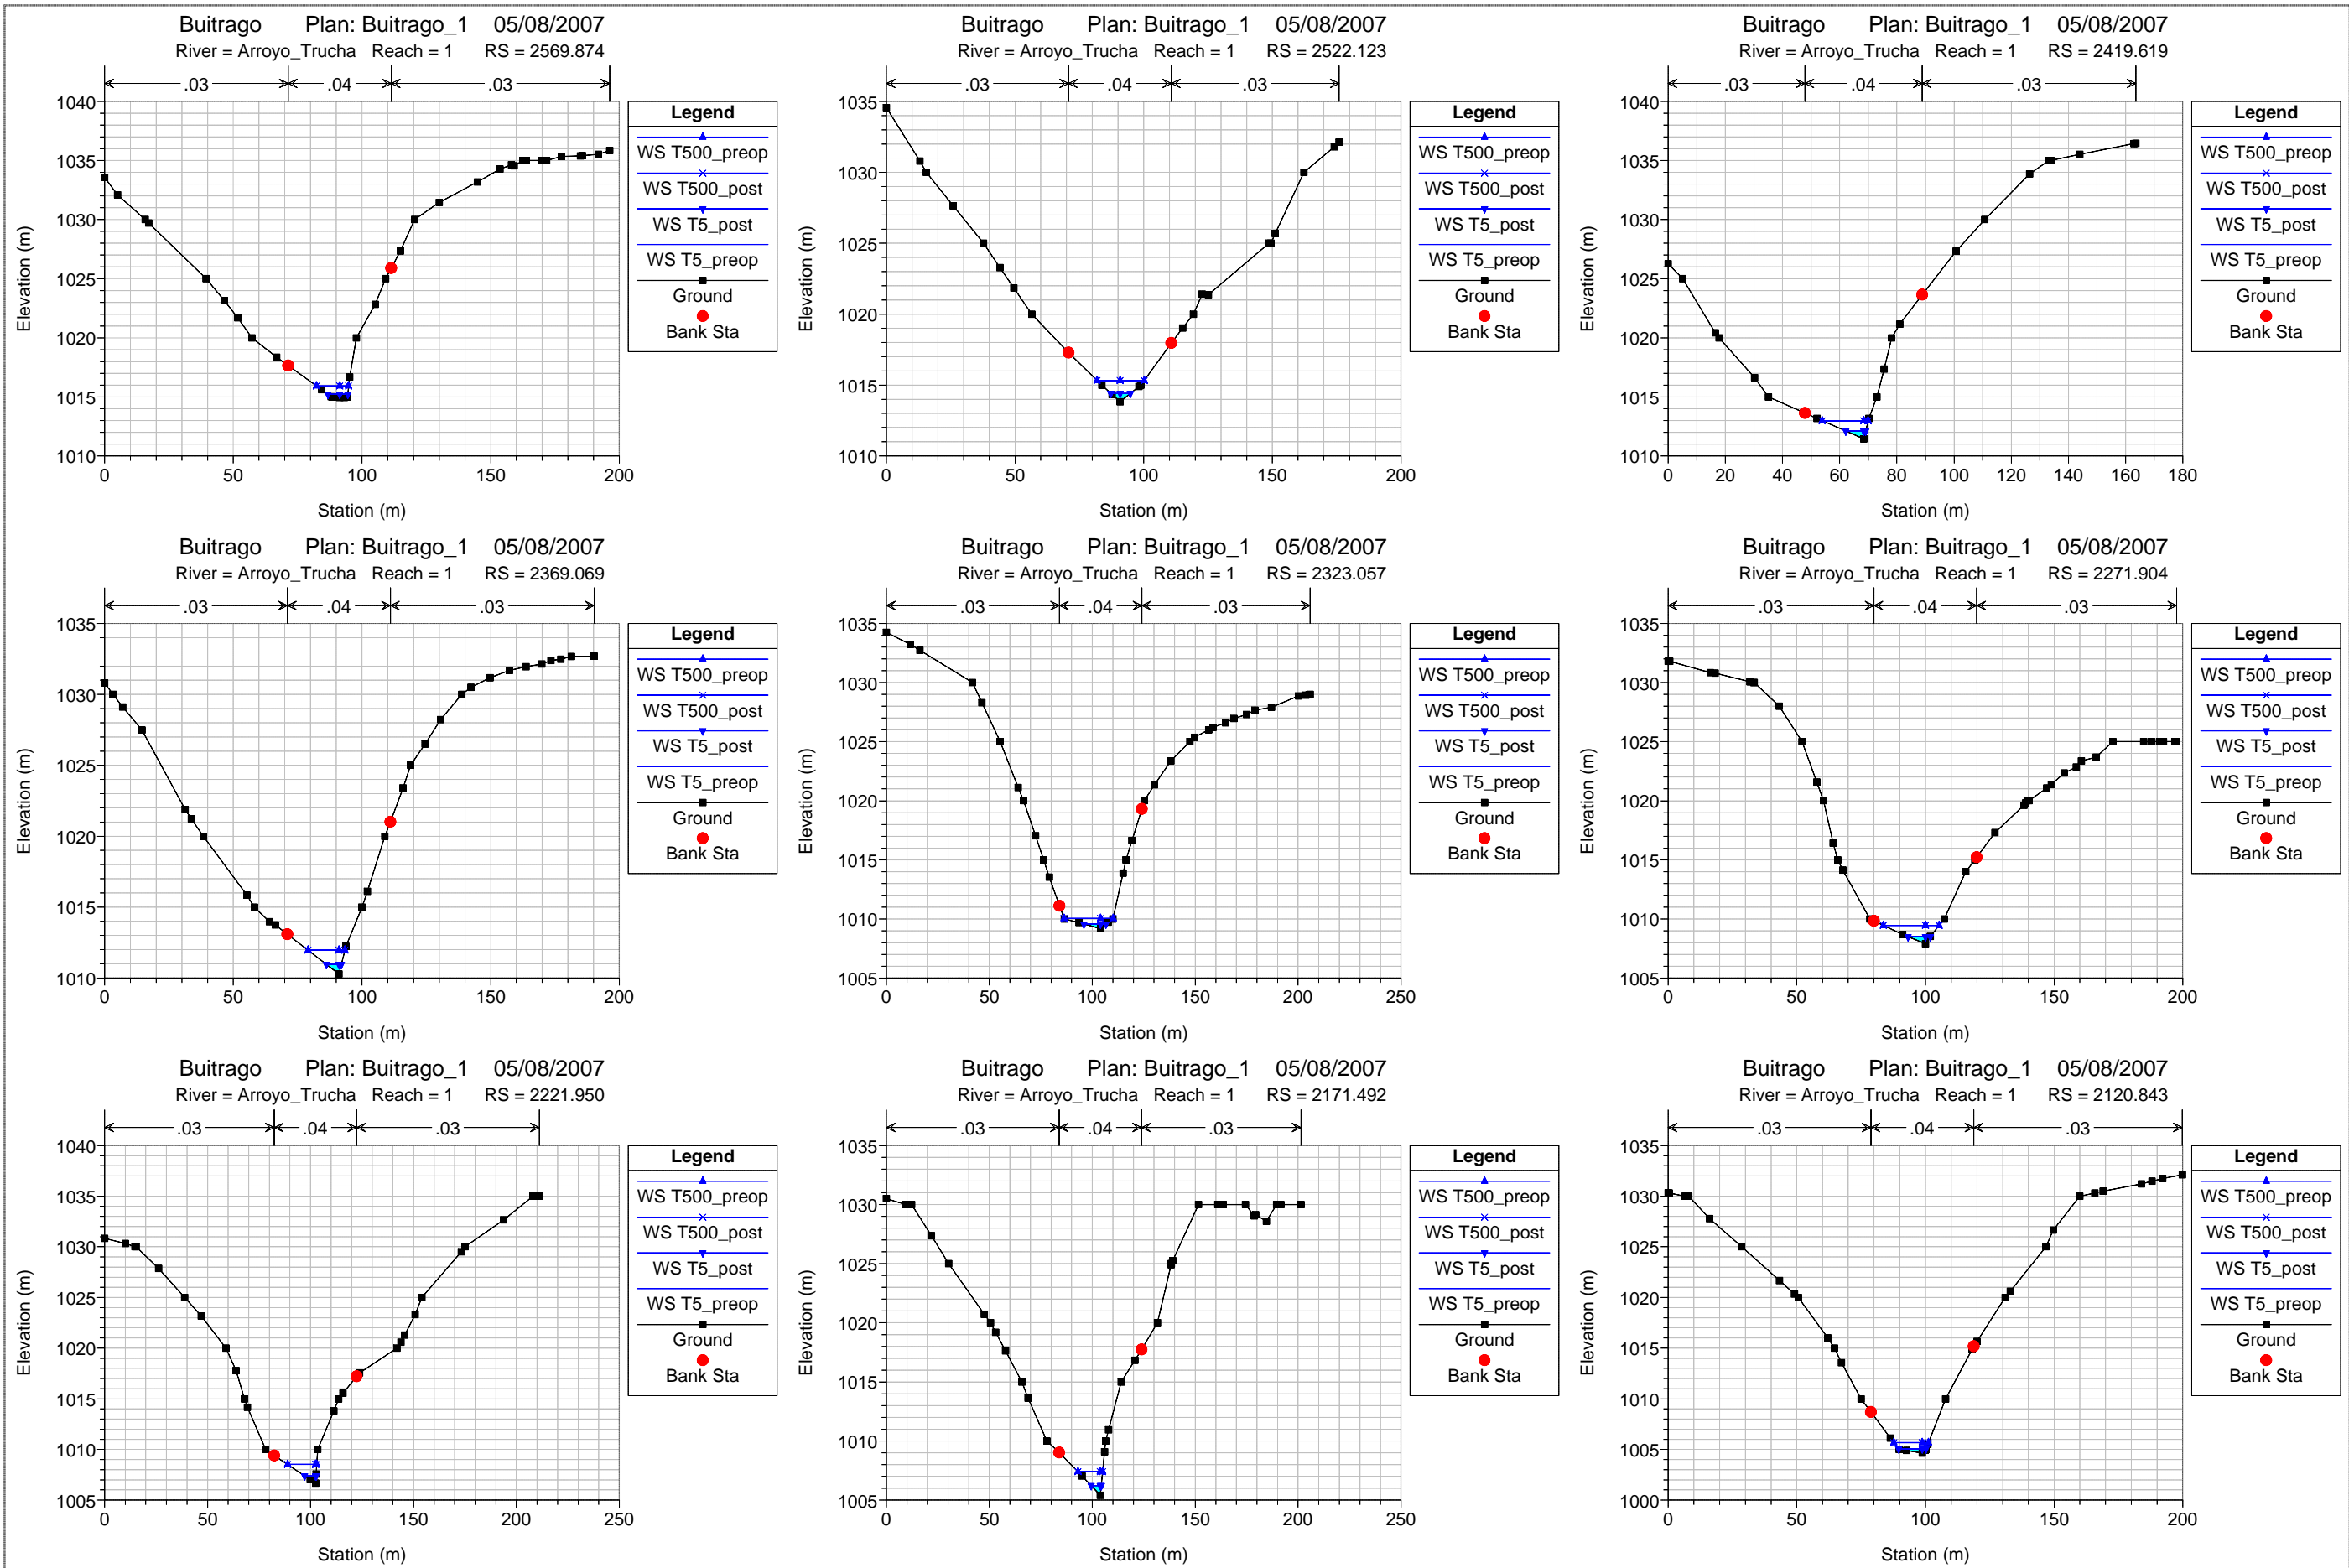 Buitrago Plan: Buitrago_1 05/08/2007
River = Arroyo_Trucha Reach = 1 RS = 2569.874
.03 .04 .03
1040
1035
1030
1025
1020
1015
1010
Elevation (m)
0 50 100 150 200
Station (m)
Legend
WS T500_preop
WS T500_post
WS T5_post
WS T5_preop
Ground
Bank Sta
Buitrago Plan: Buitrago_1 05/08/2007
River = Arroyo_Trucha Reach = 1 RS = 2522.123
.03 .04 .03
1035
1030
1025
1020
1015
1010
Elevation (m)
0 50 100 150 200
Station (m)
Legend
WS T500_preop
WS T500_post
WS T5_post
WS T5_preop
Ground
Bank Sta
Buitrago Plan: Buitrago_1 05/08/2007
River = Arroyo_Trucha Reach = 1 RS = 2419.619
.03 .04 .03
1040
1035
1030
1025
1020
1015
1010
Elevation (m)
0 20 40 60 80 100 120 140 160 180
Station (m)
Legend
WS T500_preop
WS T500_post
WS T5_post
WS T5_preop
Ground
Bank Sta
Buitrago Plan: Buitrago_1 05/08/2007
River = Arroyo_Trucha Reach = 1 RS = 2369.069
.03 .04 .03
1035
1030
1025
1020
1015
1010
Elevation (m)
0 50 100 150 200
Station (m)
Legend
WS T500_preop
WS T500_post
WS T5_post
WS T5_preop
Ground
Bank Sta
Buitrago Plan: Buitrago_1 05/08/2007
River = Arroyo_Trucha Reach = 1 RS = 2323.057
.03 .04 .03
1035
1030
1025
1020
1015
1010
1005
Elevation (m)
0 50 100 150 200 250
Station (m)
Legend
WS T500_preop
WS T500_post
WS T5_post
WS T5_preop
Ground
Bank Sta
Buitrago Plan: Buitrago_1 05/08/2007
River = Arroyo_Trucha Reach = 1 RS = 2271.904
.03 .04 .03
1035
1030
1025
1020
1015
1010
1005
Elevation (m)
0 50 100 150 200
Station (m)
Legend
WS T500_preop
WS T500_post
WS T5_post
WS T5_preop
Ground
Bank Sta
Buitrago Plan: Buitrago_1 05/08/2007
River = Arroyo_Trucha Reach = 1 RS = 2221.950
.03 .04 .03
1040
1035
1030
1025
1020
1015
1010
1005
Elevation (m)
0 50 100 150 200 250
Station (m)
Legend
WS T500_preop
WS T500_post
WS T5_post
WS T5_preop
Ground
Bank Sta
Buitrago Plan: Buitrago_1 05/08/2007
River = Arroyo_Trucha Reach = 1 RS = 2171.492
.03 .04 .03
1035
1030
1025
1020
1015
1010
1005
Elevation (m)
0 50 100 150 200 250
Station (m)
Legend
WS T500_preop
WS T500_post
WS T5_post
WS T5_preop
Ground
Bank Sta
Buitrago Plan: Buitrago_1 05/08/2007
River = Arroyo_Trucha Reach = 1 RS = 2120.843
.03 .04 .03
1035
1030
1025
1020
1015
1010
1005
1000
Elevation (m)
0 50 100 150 200
Station (m)
Legend
WS T500_preop
WS T500_post
WS T5_post
WS T5_preop
Ground
Bank Sta